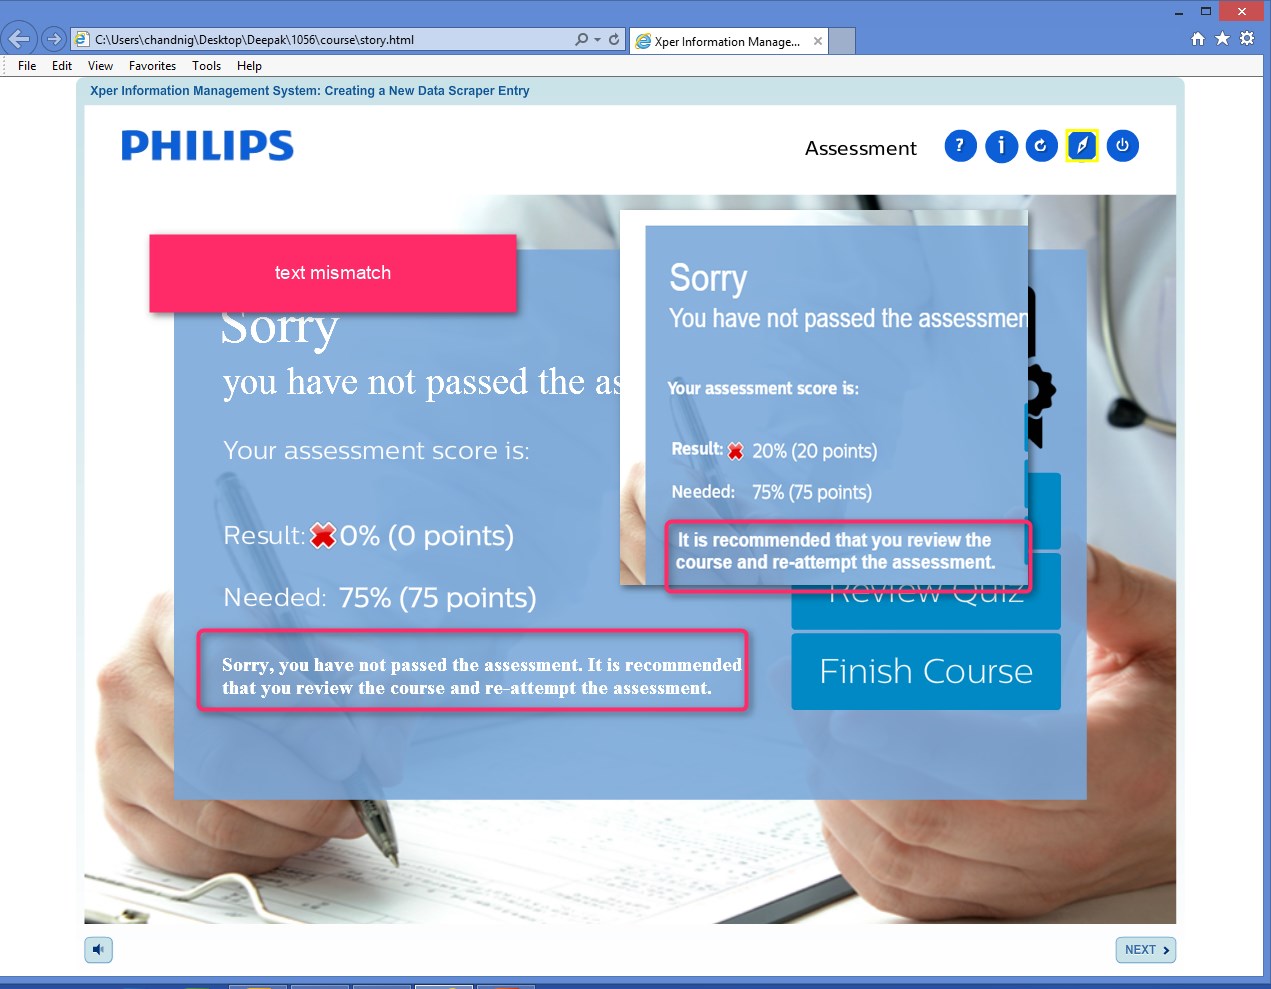 C:\Users\chandnig\Desktop\Deepak\1056\course\story.html
Xper Information Manage...
File Edit View Favorites Tools Help
Xper Information Management System: Creating a New Data Scraper Entry
PHILIPS
Assessment
? i
text mismatch
Sorry
you have not passed the as
Your assessment score is:
Result: 0% (0 points)
Needed: 75% (75 points)
Sorry, you have not passed the assessment. It is recommended
that you review the course and re-attempt the assessment.
Sorry
You have not passed the assessmen
Your assessment score is:
Result: 20% (20 points)
Needed: 75% (75 points)
It is recommended that you review the
course and re-attempt the assessment.
Review Quiz
Finish Course
NEXT